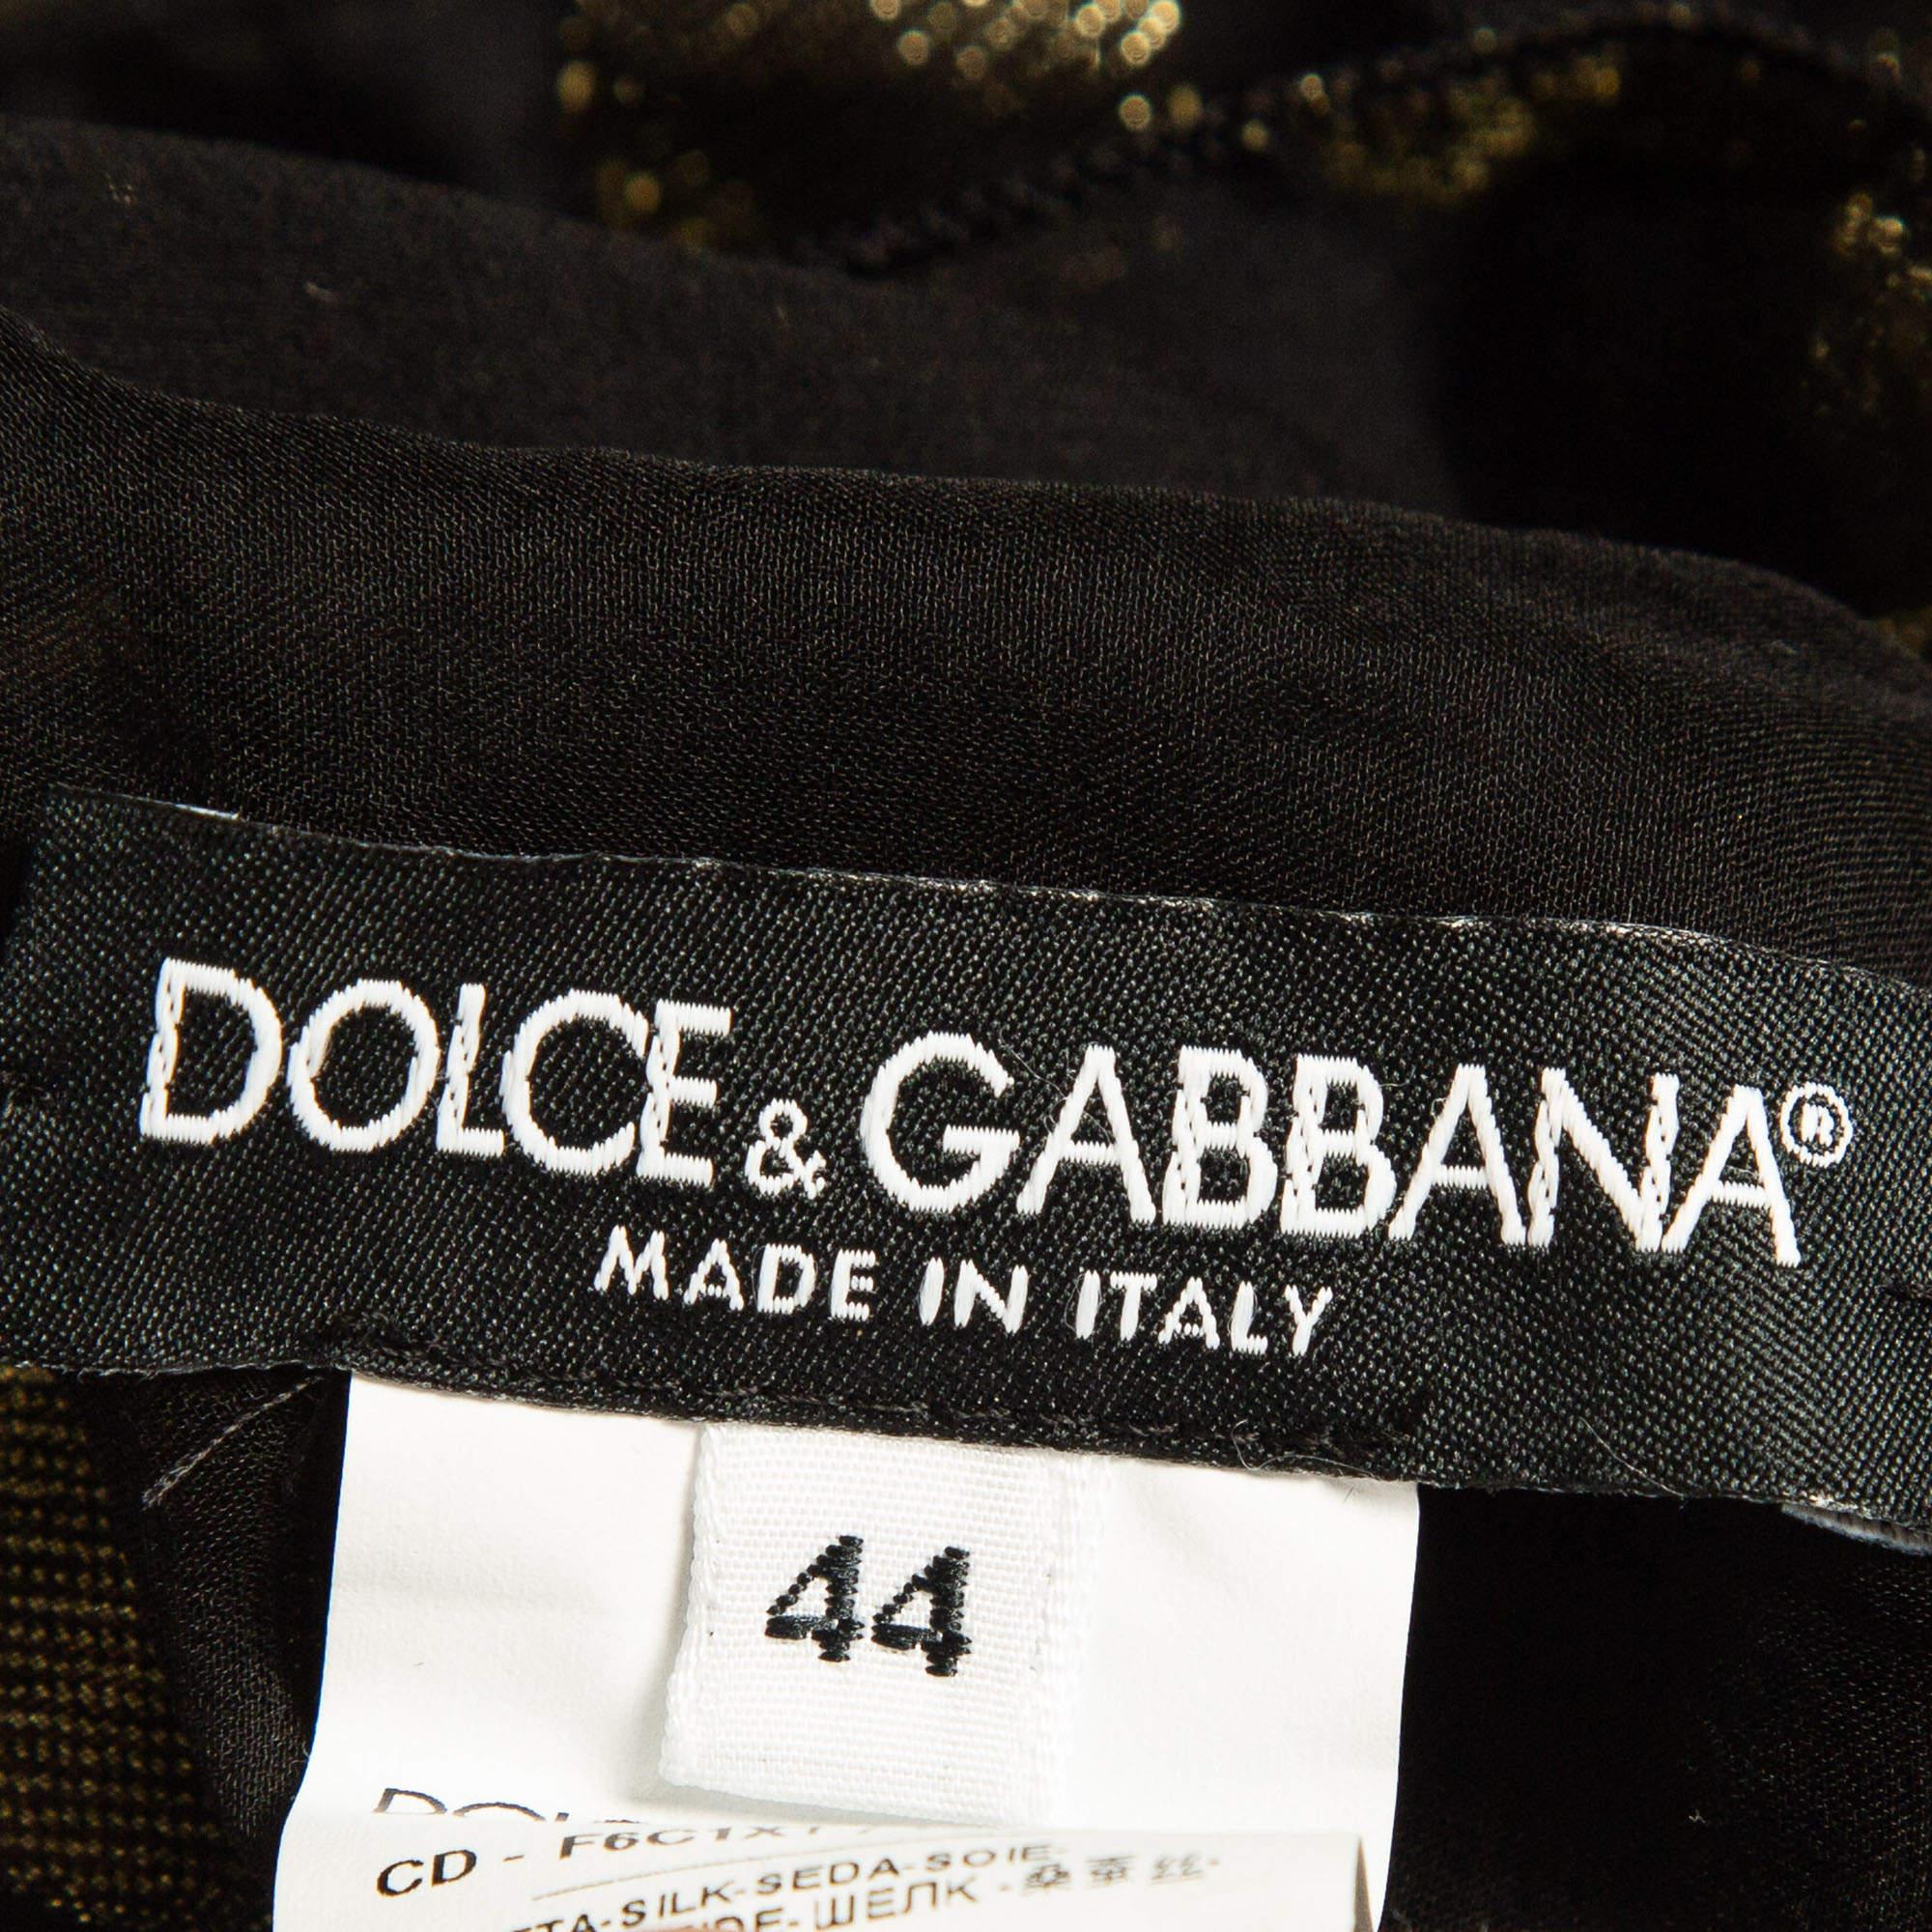 DOLCE & GABBANA®
MADE IN ITALY
44
CD -
-SILK-SEDA-SOIE-
ШЕЛК -